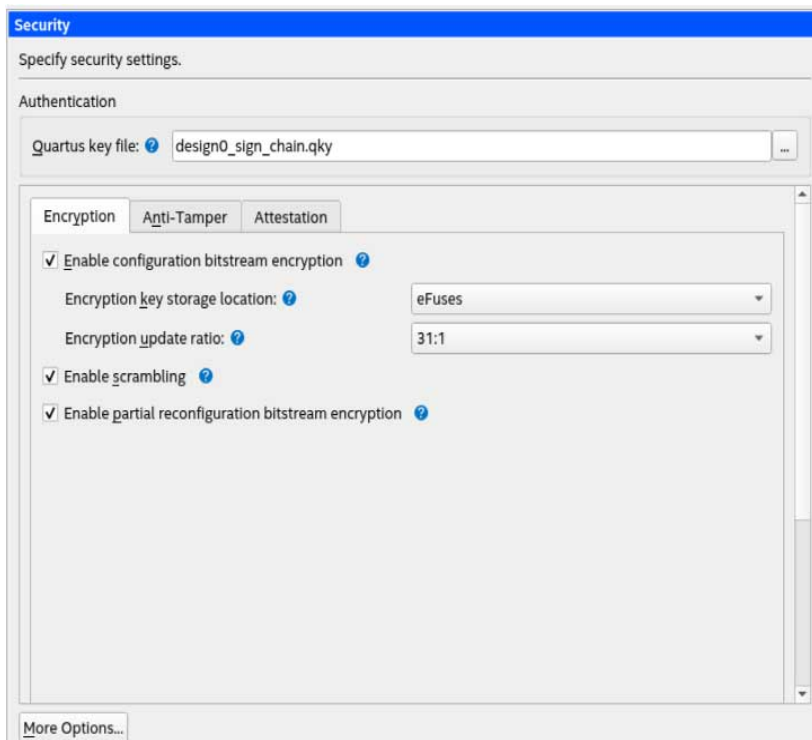 Security
Specify security settings.
Authentication
Quartus key file: ? design0_sign_chain.qky ...
Encryption Anti-Tamper Attestation
Enable configuration bitstream encryption ?
Encryption key storage location: ? eFuses
Encryption update ratio: ? 31:1
Enable scrambling ?
Enable partial reconfiguration bitstream encryption ?
More Options...